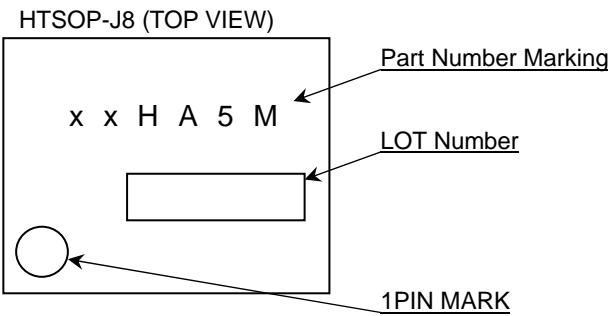 HTSOP-J8 (TOP VIEW)
Part Number Marking
x x H A 5 M
LOT Number
1PIN MARK